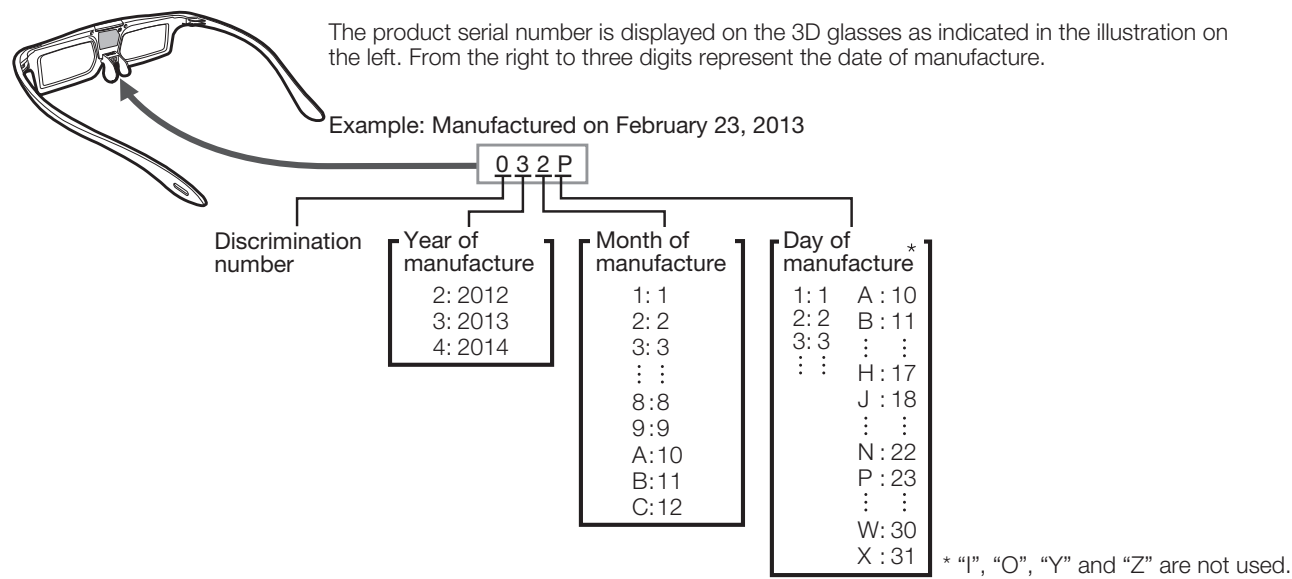 The product serial number is displayed on the 3D glasses as indicated in the illustration on
the left. From the right to three digits represent the date of manufacture.
Example: Manufactured on February 23, 2013
0 3 2 P
Discrimination
number
Year of
manufacture
2: 2012
3: 2013
4: 2014
Month of
manufacture
1: 1
2: 2
3: 3
⋮ ⋮
8:8
9:9
A:10
B:11
C:12
Day of
manufacture*
1: 1
2: 2
3: 3
⋮ ⋮
A : 10
B : 11
⋮ ⋮
H : 17
J : 18
⋮ ⋮
N : 22
P : 23
⋮ ⋮
W: 30
X : 31
* “I”, “O”, “Y” and “Z” are not used.